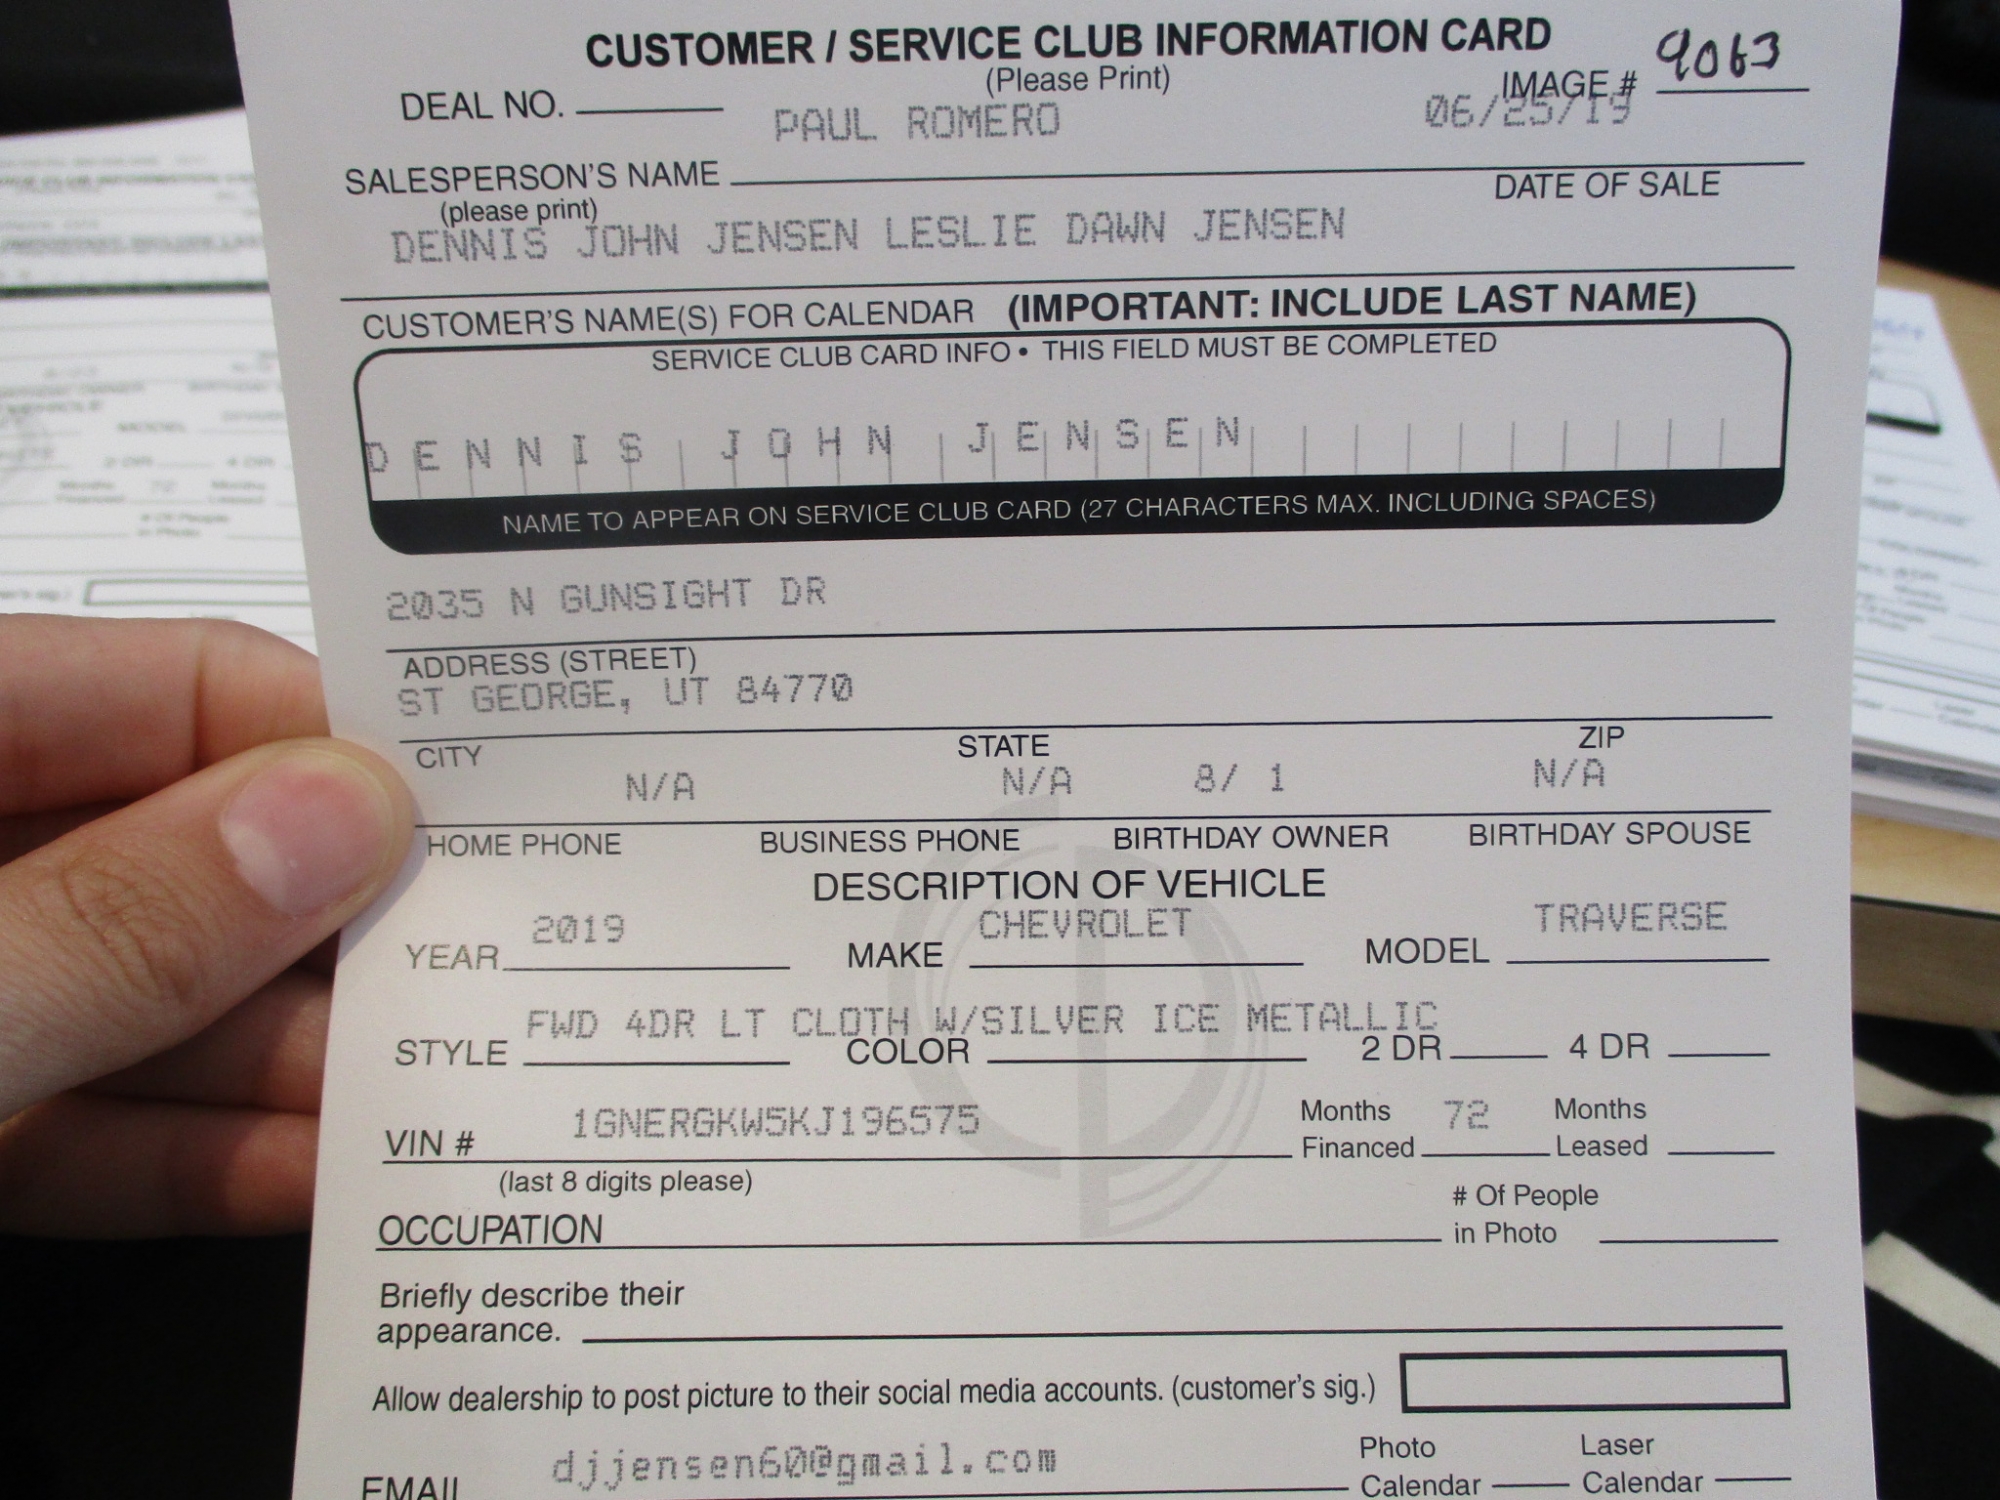 CUSTOMER / SERVICE CLUB INFORMATION CARD
(Please Print)
IMAGE # 9063
DEAL NO.
PAUL ROMERO 06/25/19
SALESPERSON'S NAME
DATE OF SALE
(please print)
DENNIS JOHN JENSEN LESLIE DAWN JENSEN
CUSTOMER'S NAME(S) FOR CALENDAR (IMPORTANT: INCLUDE LAST NAME)
SERVICE CLUB CARD INFO • THIS FIELD MUST BE COMPLETED
DENNIS JOHN JENSEN
NAME TO APPEAR ON SERVICE CLUB CARD (27 CHARACTERS MAX. INCLUDING SPACES)
2035 N GUNSIGHT DR
ADDRESS (STREET)
ST GEORGE, UT 84770
CITY STATE ZIP
N/A N/A 8/ 1 N/A
HOME PHONE BUSINESS PHONE BIRTHDAY OWNER BIRTHDAY SPOUSE
DESCRIPTION OF VEHICLE
YEAR 2019 MAKE CHEVROLET MODEL TRAVERSE
FWD 4DR LT CLOTH W/SILVER ICE METALLIC
STYLE COLOR 2 DR 4 DR
VIN # 1GNERGKW5KJ196575 Months Financed 72 Months Leased
(last 8 digits please)
OCCUPATION # Of People in Photo
Briefly describe their
appearance.
Allow dealership to post picture to their social media accounts. (customer's sig.)
EMAIL djjensen60@gmail.com Photo Calendar Laser Calendar